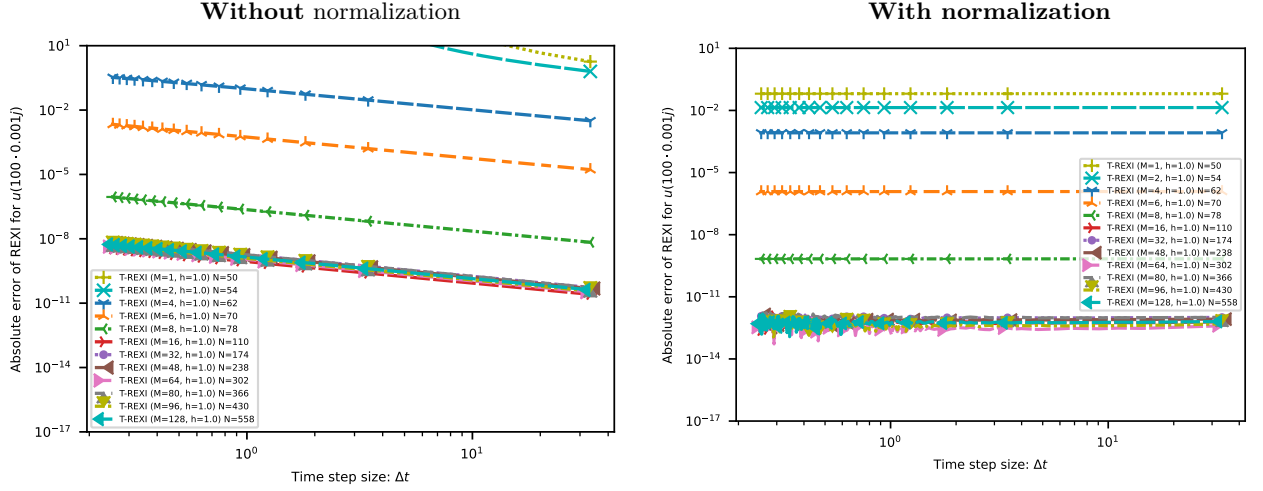 Without normalization
10^1
10^-2
10^-5
10^-8
10^-11
10^-14
10^-17
Absolute error of REXI for u(100 · 0.001j)
T-REXI (M=1, h=1.0) N=50
T-REXI (M=2, h=1.0) N=54
T-REXI (M=4, h=1.0) N=62
T-REXI (M=6, h=1.0) N=70
T-REXI (M=8, h=1.0) N=78
T-REXI (M=16, h=1.0) N=110
T-REXI (M=32, h=1.0) N=174
T-REXI (M=48, h=1.0) N=238
T-REXI (M=64, h=1.0) N=302
T-REXI (M=80, h=1.0) N=366
T-REXI (M=96, h=1.0) N=430
T-REXI (M=128, h=1.0) N=558
10^0
10^1
Time step size: Δt
With normalization
10^1
10^-2
10^-5
10^-8
10^-11
10^-14
10^-17
Absolute error of REXI for u(100 · 0.001j)
T-REXI (M=1, h=1.0) N=50
T-REXI (M=2, h=1.0) N=54
T-REXI (M=4, h=1.0) N=62
T-REXI (M=6, h=1.0) N=70
T-REXI (M=8, h=1.0) N=78
T-REXI (M=16, h=1.0) N=110
T-REXI (M=32, h=1.0) N=174
T-REXI (M=48, h=1.0) N=238
T-REXI (M=64, h=1.0) N=302
T-REXI (M=80, h=1.0) N=366
T-REXI (M=96, h=1.0) N=430
T-REXI (M=128, h=1.0) N=558
10^0
10^1
Time step size: Δt